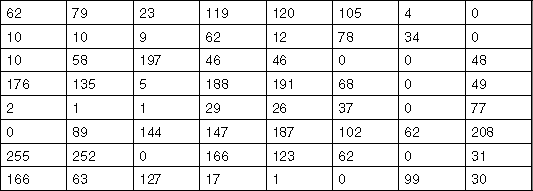 62 79 23 119 120 105 4 0
10 10 9 62 12 78 34 0
10 58 197 46 46 0 0 48
176 135 5 188 191 68 0 49
2 1 1 29 26 37 0 77
0 89 144 147 187 102 62 208
255 252 0 166 123 62 0 31
166 63 127 17 1 0 99 30